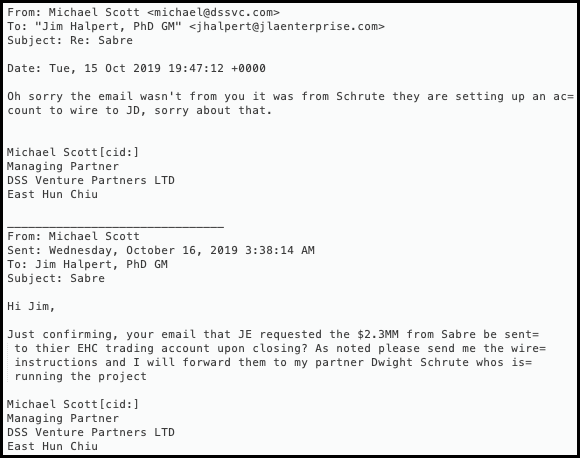 From: Michael Scott <michael@dssvc.com>
To: "Jim Halpert, PhD GM" <jhalpert@jlaenterprise.com>
Subject: Re: Sabre
Date: Tue, 15 Oct 2019 19:47:12 +0000
Oh sorry the email wasn't from you it was from Schrute they are setting up an ac=
count to wire to JD, sorry about that.
Michael Scott[cid:]
Managing Partner
DSS Venture Partners LTD
East Hun Chiu
________________________________
From: Michael Scott
Sent: Wednesday, October 16, 2019 3:38:14 AM
To: Jim Halpert, PhD GM
Subject: Sabre
Hi Jim,
Just confirming, your email that JE requested the $2.3MM from Sabre be sent=
to thier EHC trading account upon closing? As noted please send me the wire=
instructions and I will forward them to my partner Dwight Schrute whos is=
running the project
Michael Scott[cid:]
Managing Partner
DSS Venture Partners LTD
East Hun Chiu